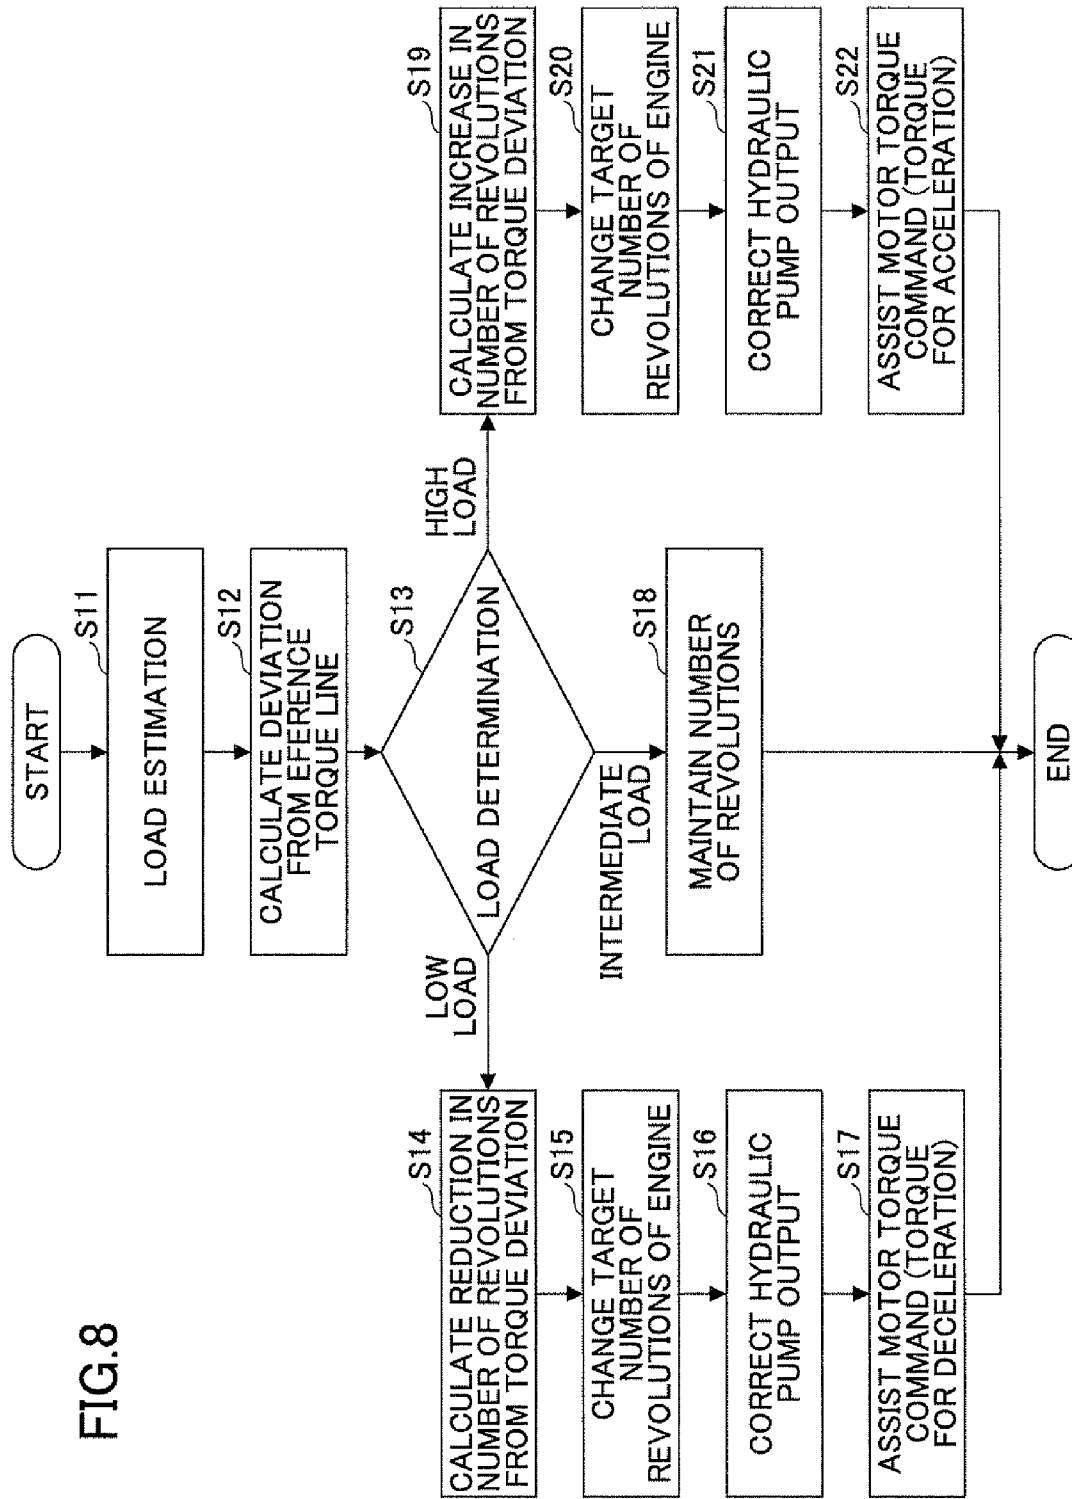 FIG.8
START
S11
LOAD ESTIMATION
S12
CALCULATE DEVIATION
FROM EFERENCE
TORQUE LINE
S13
LOAD DETERMINATION
LOW
LOAD
HIGH
LOAD
INTERMEDIATE
LOAD
S14
CALCULATE REDUCTION IN
NUMBER OF REVOLUTIONS
FROM TORQUE DEVIATION
S15
CHANGE TARGET
NUMBER OF
REVOLUTIONS OF ENGINE
S16
CORRECT HYDRAULIC
PUMP OUTPUT
S17
ASSIST MOTOR TORQUE
COMMAND (TORQUE
FOR DECELERATION)
S18
MAINTAIN NUMBER
OF REVOLUTIONS
S19
CALCULATE INCREASE IN
NUMBER OF REVOLUTIONS
FROM TORQUE DEVIATION
S20
CHANGE TARGET
NUMBER OF
REVOLUTIONS OF ENGINE
S21
CORRECT HYDRAULIC
PUMP OUTPUT
S22
ASSIST MOTOR TORQUE
COMMAND (TORQUE
FOR ACCELERATION)
END